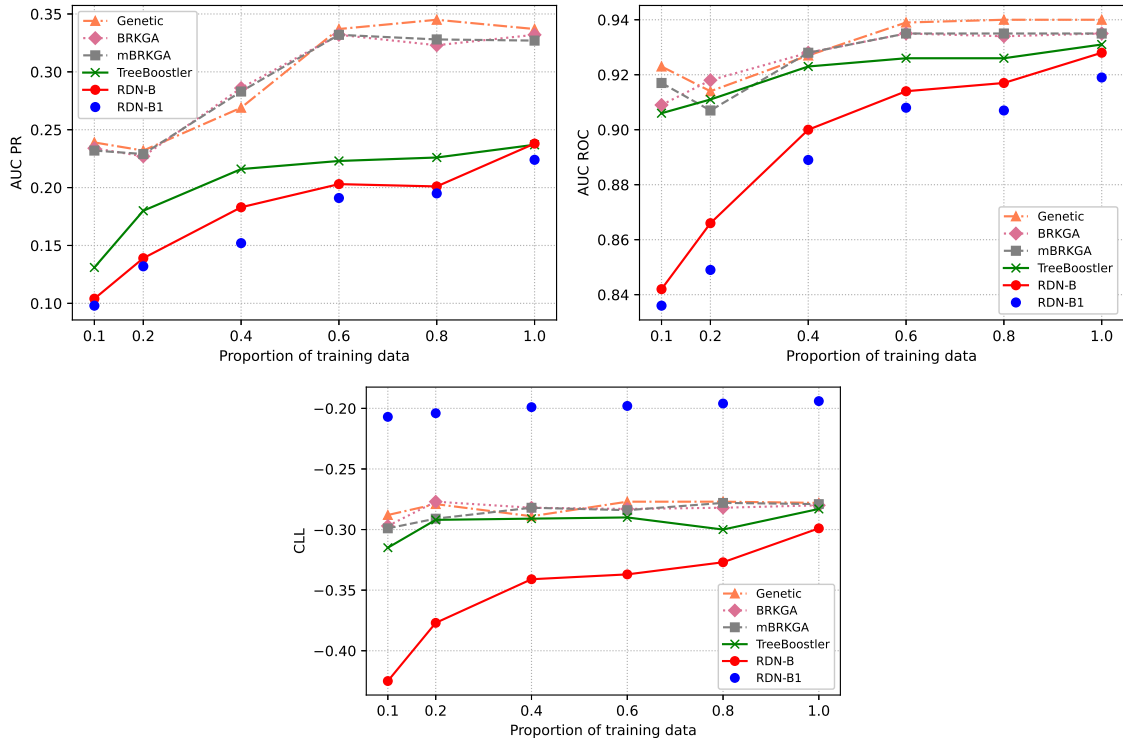 AUC PR
0.35
0.30
0.25
0.20
0.15
0.10
Genetic
BRKGA
mBRKGA
TreeBoostler
RDN-B
RDN-B1
0.1 0.2 0.4 0.6 0.8 1.0
Proportion of training data
AUC ROC
0.94
0.92
0.90
0.88
0.86
0.84
Genetic
BRKGA
mBRKGA
TreeBoostler
RDN-B
RDN-B1
0.1 0.2 0.4 0.6 0.8 1.0
Proportion of training data
CLL
−0.20
−0.25
−0.30
−0.35
−0.40
Genetic
BRKGA
mBRKGA
TreeBoostler
RDN-B
RDN-B1
0.1 0.2 0.4 0.6 0.8 1.0
Proportion of training data